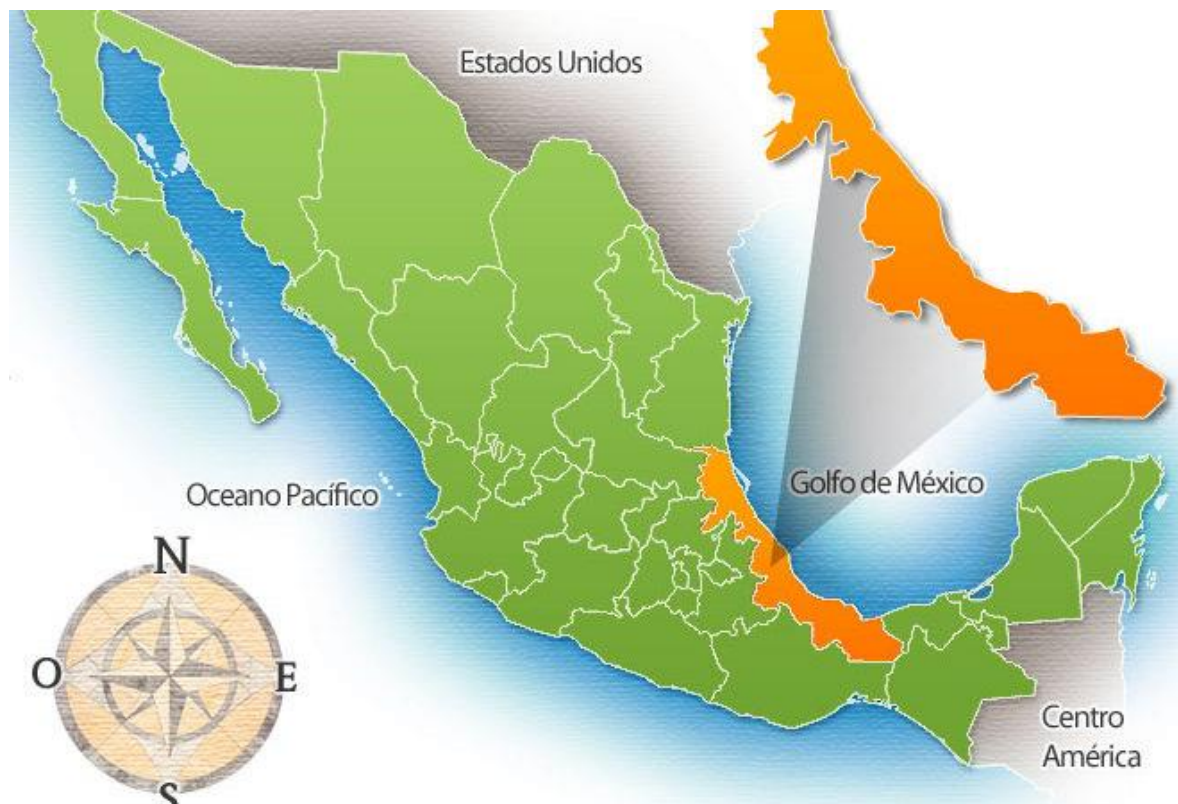 Estados Unidos
Golfo de México
Oceano Pacífico
N
O
E
S
Centro
América